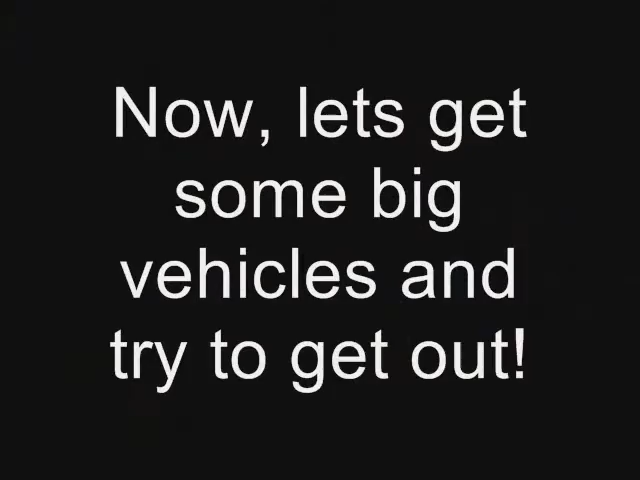 Now, lets get
some big
vehicles and
try to get out!